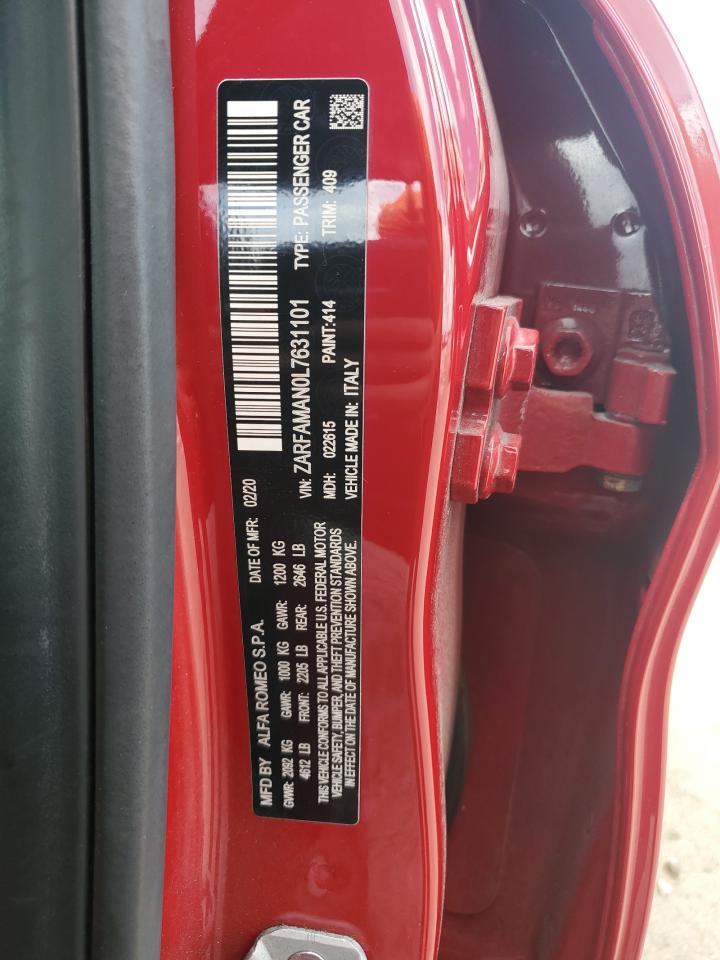 MFD BY ALFA ROMEO S.P.A. DATE OF MFR: 02/20
GVWR: 2092 KG GAWR: 1000 KG GAWR: 1200 KG
4612 LB FRONT: 2205 LB REAR: 2646 LB
THIS VEHICLE CONFORMS TO ALL APPLICABLE U.S. FEDERAL MOTOR
VEHICLE SAFETY, BUMPER, AND THEFT PREVENTION STANDARDS
IN EFFECT ON THE DATE OF MANUFACTURE SHOWN ABOVE.
VIN: ZARFAMAN0L7631101 TYPE: PASSENGER CAR
MDH: 022615 PAINT:414 TRIM: 409
VEHICLE MADE IN: ITALY